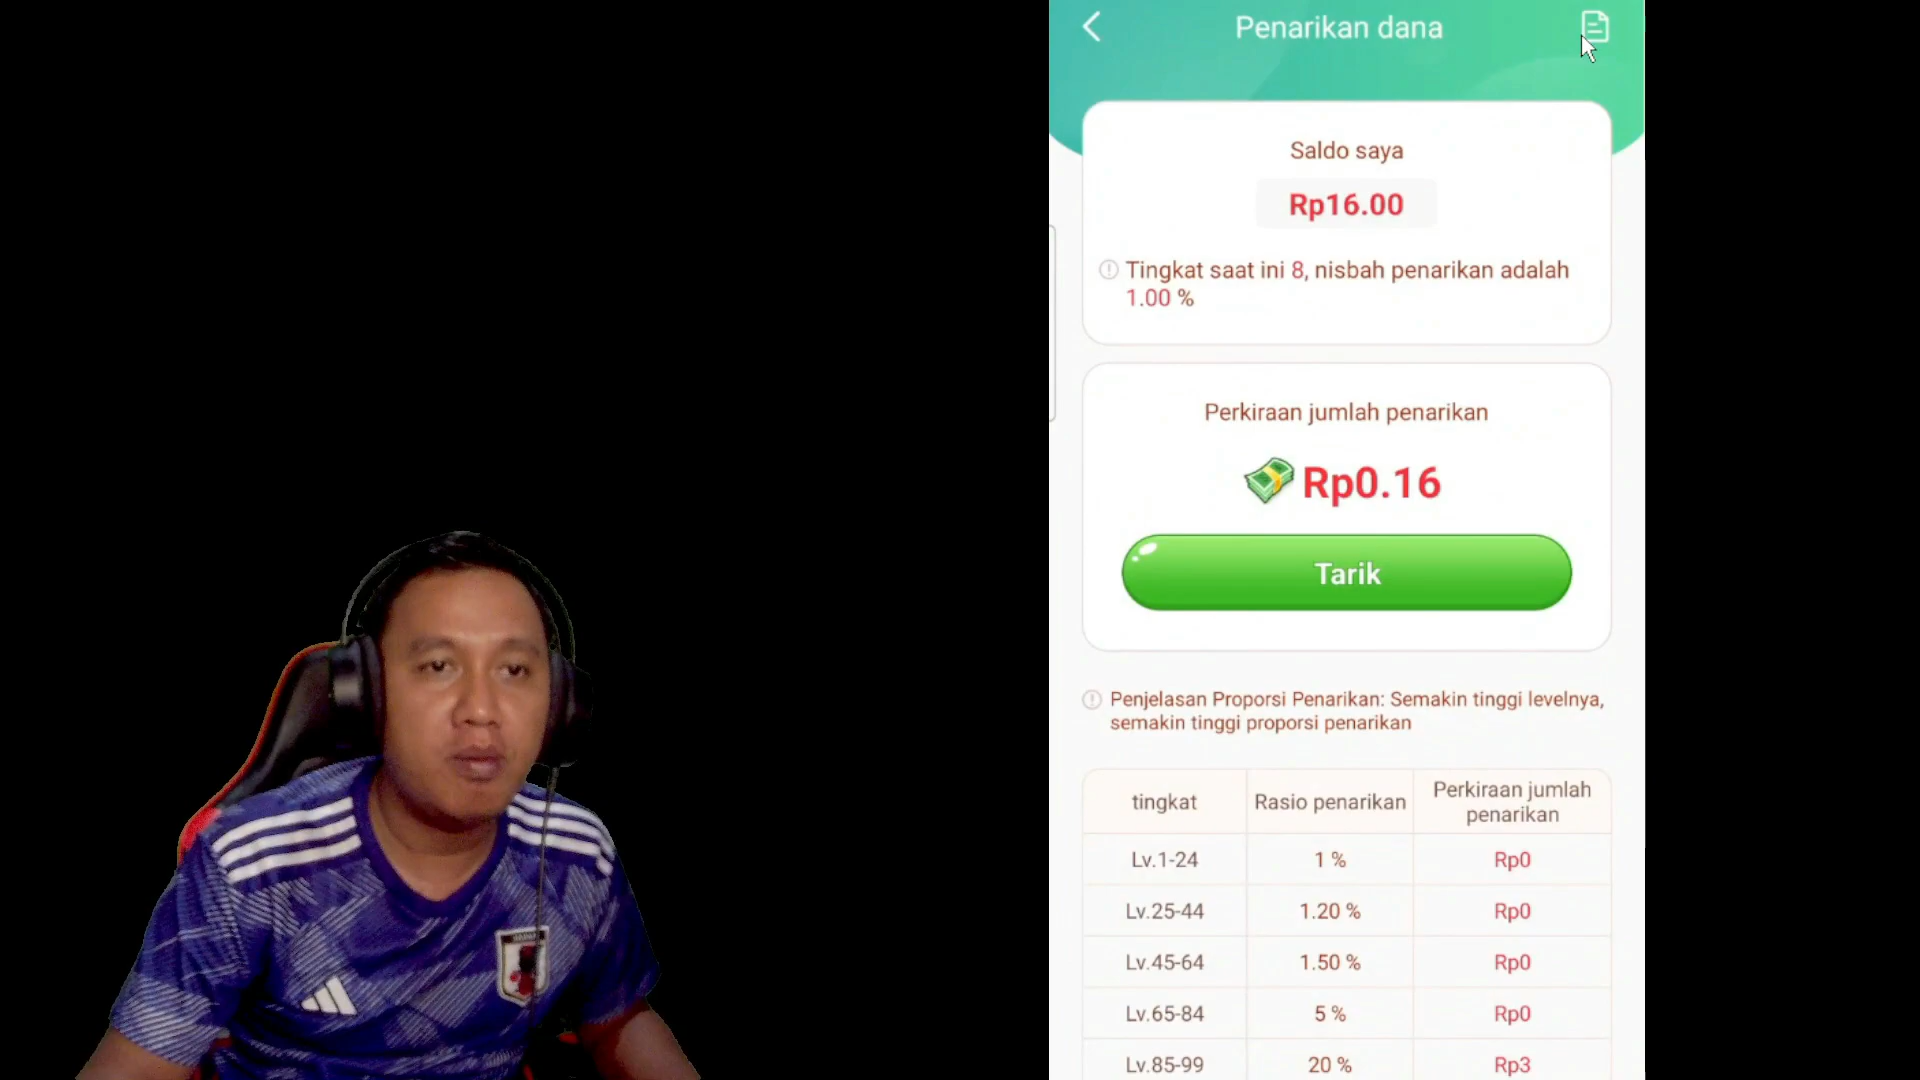 Penarikan dana
Saldo saya
Rp16.00
Tingkat saat ini 8, nisbah penarikan adalah
1.00 %
Perkiraan jumlah penarikan
Rp0.16
Tarik
Penjelasan Proporsi Penarikan: Semakin tinggi levelnya,
semakin tinggi proporsi penarikan
tingkat Rasio penarikan Perkiraan jumlah penarikan
Lv.1-24 1 % Rp0
Lv.25-44 1.20 % Rp0
Lv.45-64 1.50 % Rp0
Lv.65-84 5 % Rp0
Lv.85-99 20 % Rp3